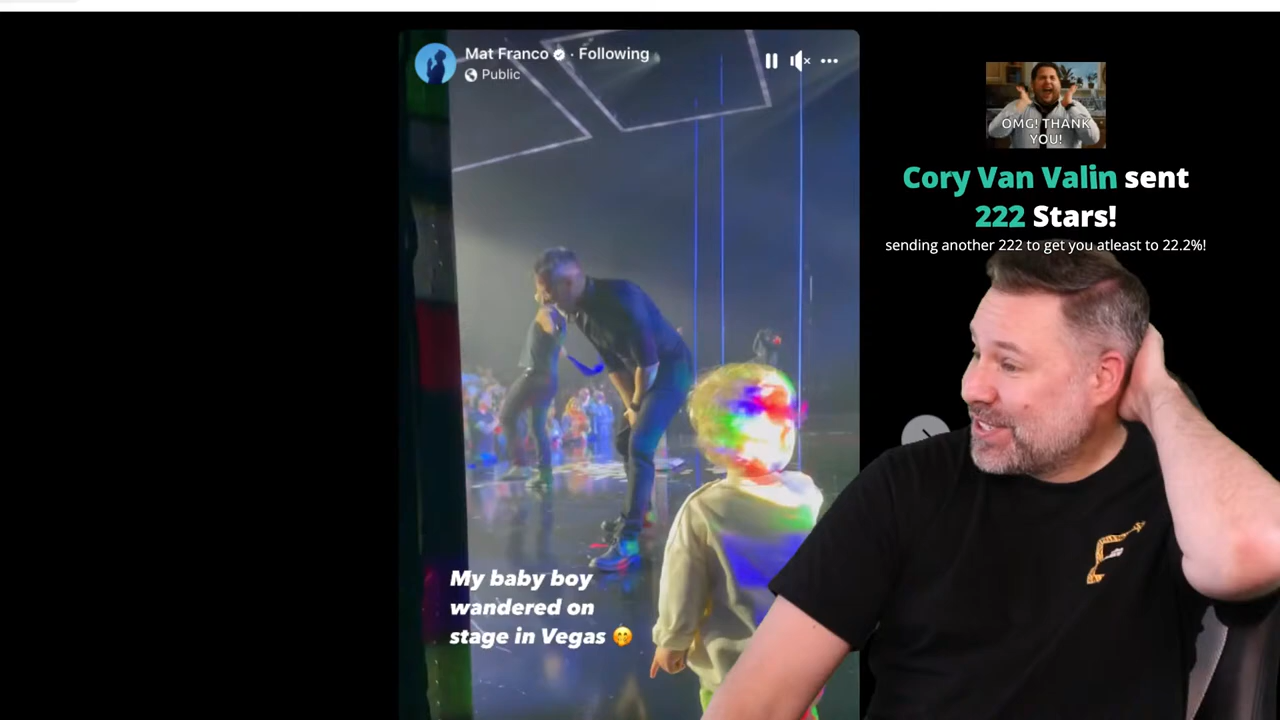 Mat Franco · Following
Public
OMG! THANK
YOU!
Cory Van Valin sent
222 Stars!
sending another 222 to get you atleast to 22.2%!
My baby boy
wandered on
stage in Vegas 🤭